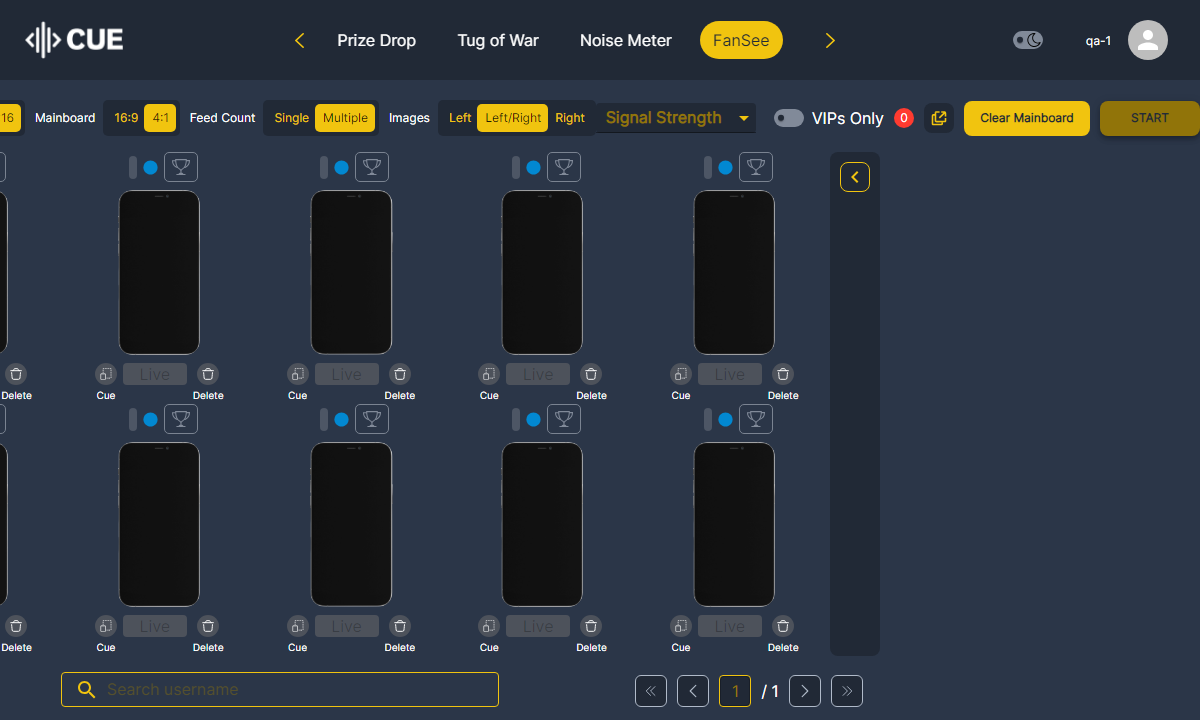 CUE
Prize Drop
Tug of War
Noise Meter
FanSee
qa-1
16
Mainboard
16:9
4:1
Feed Count
Single
Multiple
Images
Left
Left/Right
Right
Signal Strength
VIPs Only
0
Clear Mainboard
START
Delete
Live
Cue
Delete
Live
Cue
Delete
Live
Cue
Delete
Live
Cue
Delete
Delete
Live
Cue
Delete
Live
Cue
Delete
Live
Cue
Delete
Live
Cue
Delete
Search username
1
/ 1